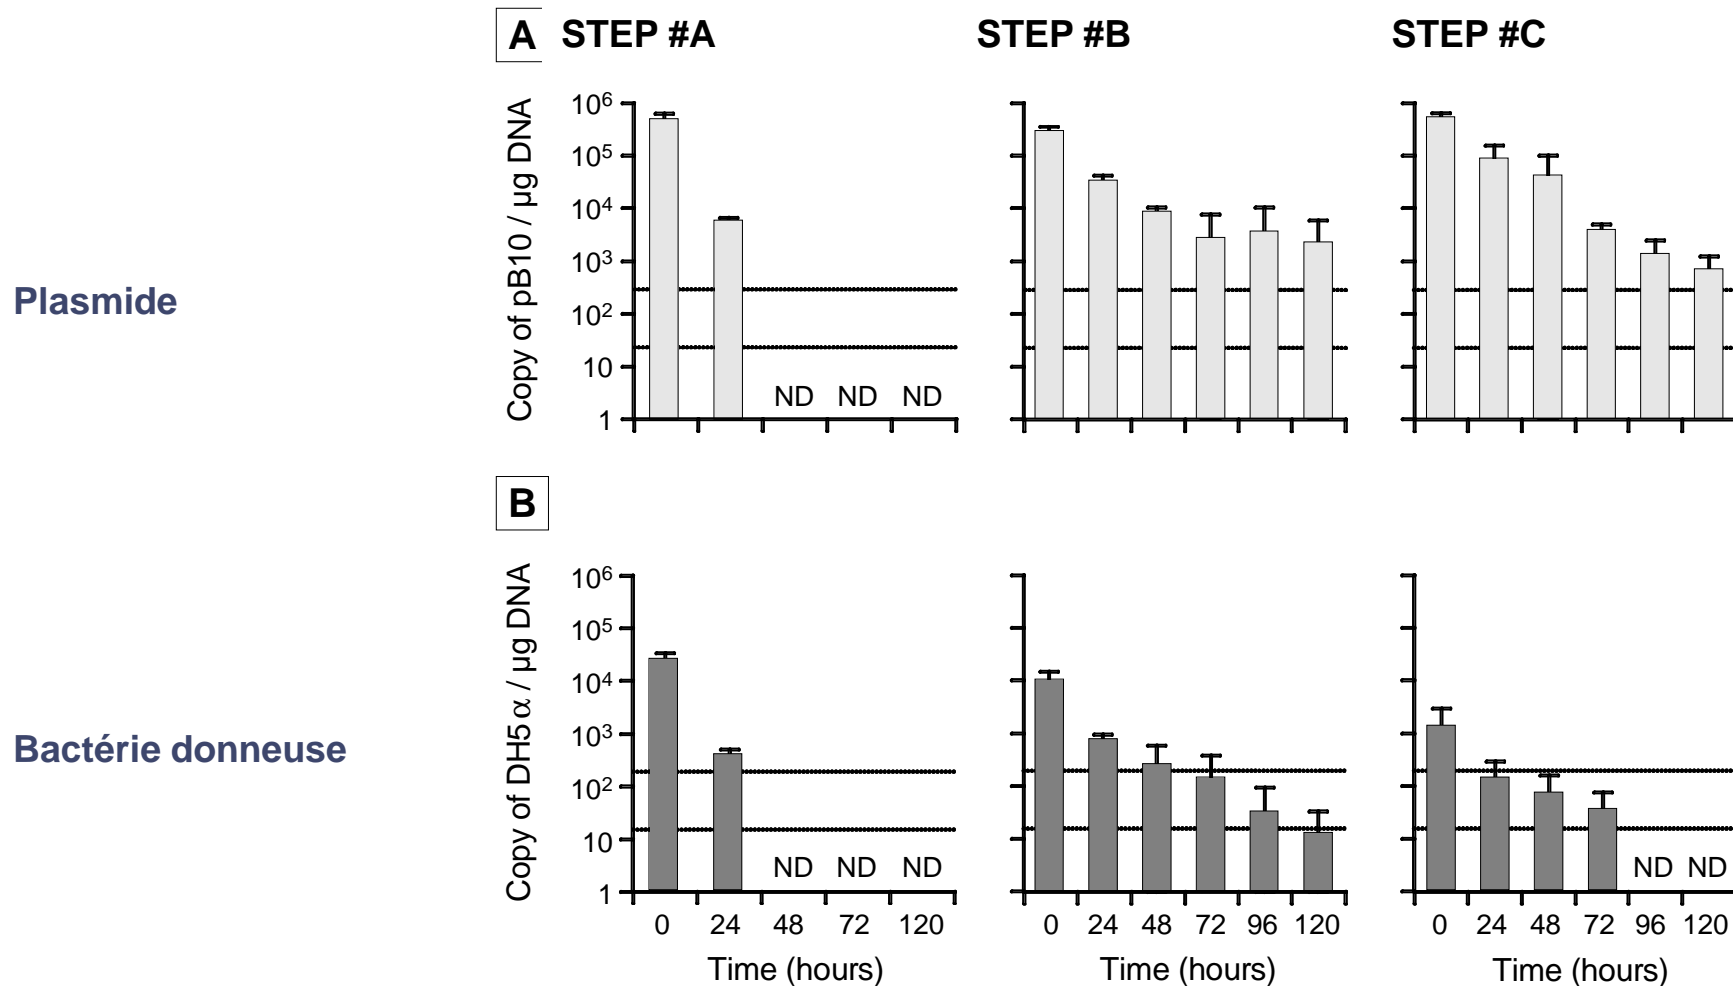 A STEP #A STEP #B STEP #C
Copy of pB10 / µg DNA
10⁶
10⁵
10⁴
10³
10²
10
1
ND ND ND
Plasmide
B
Copy of DH5α / µg DNA
10⁶
10⁵
10⁴
10³
10²
10
1
ND ND ND
ND ND
Bactérie donneuse
0 24 48 72 120
0 24 48 72 96 120
0 24 48 72 96 120
Time (hours) Time (hours) Time (hours)